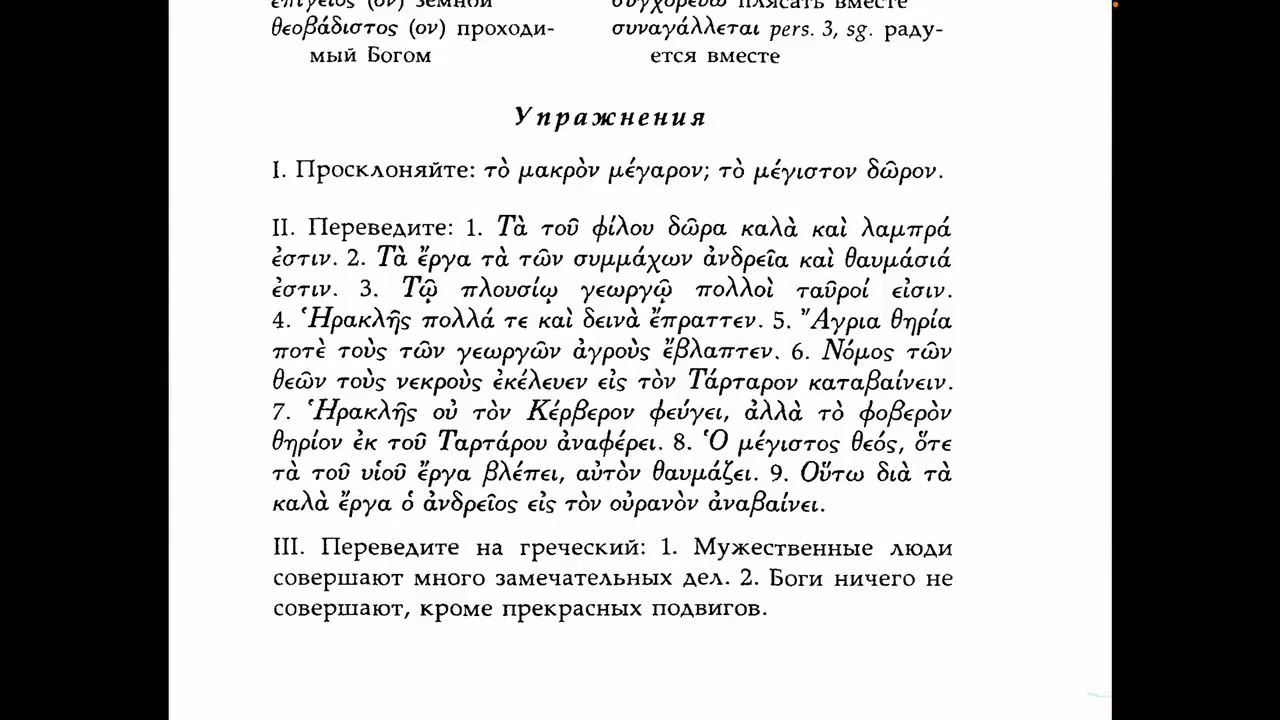 ἐπίγειος (ον) земной
θεοβάδιστος (ον) проходи-
мый Богом
συγχορεύω плясать вместе
συναγάλλεται pers. 3, sg. раду-
ется вместе
Упражнения
I. Просклоняйте: τὸ μακρὸν μέγαρον; τὸ μέγιστον δῶρον.
II. Переведите: 1. Τὰ τοῦ φίλου δῶρα καλὰ καὶ λαμπρά
ἐστιν. 2. Τὰ ἔργα τὰ τῶν συμμάχων ἀνδρεῖα καὶ θαυμάσιά
ἐστιν. 3. Τῷ πλουσίῳ γεωργῷ πολλοὶ ταῦροί εἰσιν.
4. Ἡρακλῆς πολλά τε καὶ δεινὰ ἔπραττεν. 5. Ἄγρια θηρία
ποτὲ τοὺς τῶν γεωργῶν ἀγροὺς ἔβλαπτεν. 6. Νόμος τῶν
θεῶν τοὺς νεκροὺς ἐκέλευεν εἰς τὸν Τάρταρον καταβαίνειν.
7. Ἡρακλῆς οὐ τὸν Κέρβερον φεύγει, ἀλλὰ τὸ φοβερὸν
θηρίον ἐκ τοῦ Ταρτάρου ἀναφέρει. 8. Ὁ μέγιστος θεός, ὅτε
τὰ τοῦ υἱοῦ ἔργα βλέπει, αὐτὸν θαυμάζει. 9. Οὕτω διὰ τὰ
καλὰ ἔργα ὁ ἀνδρεῖος εἰς τὸν οὐρανὸν ἀναβαίνει.
III. Переведите на греческий: 1. Мужественные люди
совершают много замечательных дел. 2. Боги ничего не
совершают, кроме прекрасных подвигов.